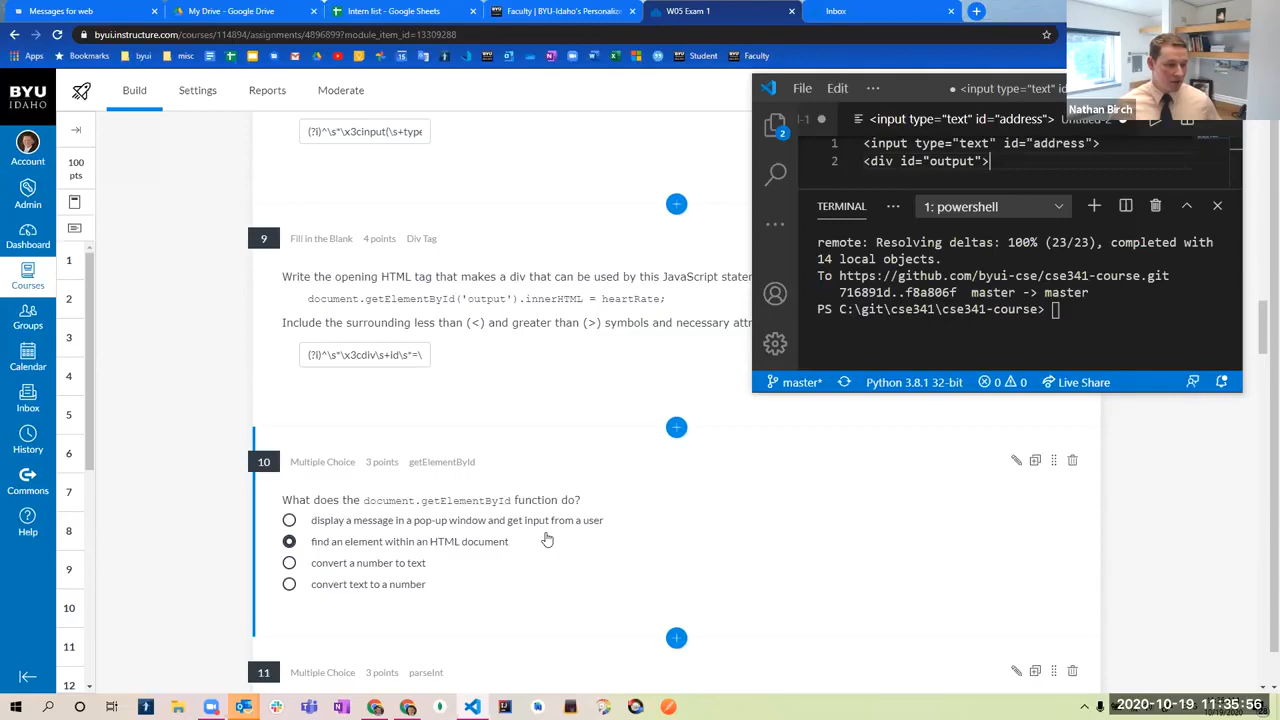 Messages for web
My Drive - Google Drive
Intern list - Google Sheets
Faculty | BYU-Idaho's Personaliz
W05 Exam 1
Inbox
byui.instructure.com/courses/114894/assignments/4896899?module_item_id=13309288
Apps
Bookmarks
byui
misc
Student
Faculty
BYU
IDAHO
Build
Settings
Reports
Moderate
Account
Admin
Dashboard
Courses
Groups
Calendar
Inbox
History
Commons
Help
100
pts
1
2
3
4
5
6
7
8
9
10
11
12
(?i)^\s*\x3cinput(\s+type
9
Fill in the Blank
4 points
Div Tag
Write the opening HTML tag that makes a div that can be used by this JavaScript
document.getElementById('output').innerHTML = heartRate;
Include the surrounding less than (<) and greater than (>) symbols and necessary
(?i)^\s*\x3cdiv\s+id\s*=\
10
Multiple Choice
3 points
getElementById
What does the document.getElementById function do?
display a message in a pop-up window and get input from a user
find an element within an HTML document
convert a number to text
convert text to a number
11
Multiple Choice
3 points
parseInt
File
Edit
<input type="text" id
<input type="text" id="address"> Untitled-2
1 <input type="text" id="address">
2 <div id="output">
TERMINAL
1: powershell
remote: Resolving deltas: 100% (23/23), completed with
14 local objects.
To https://github.com/byui-cse/cse341-course.git
716891d..f8a806f master -> master
PS C:\git\cse341\cse341-course>
2
master*
Python 3.8.1 32-bit
0 0
Live Share
Nathan Birch
2020-10-19 11:35:56